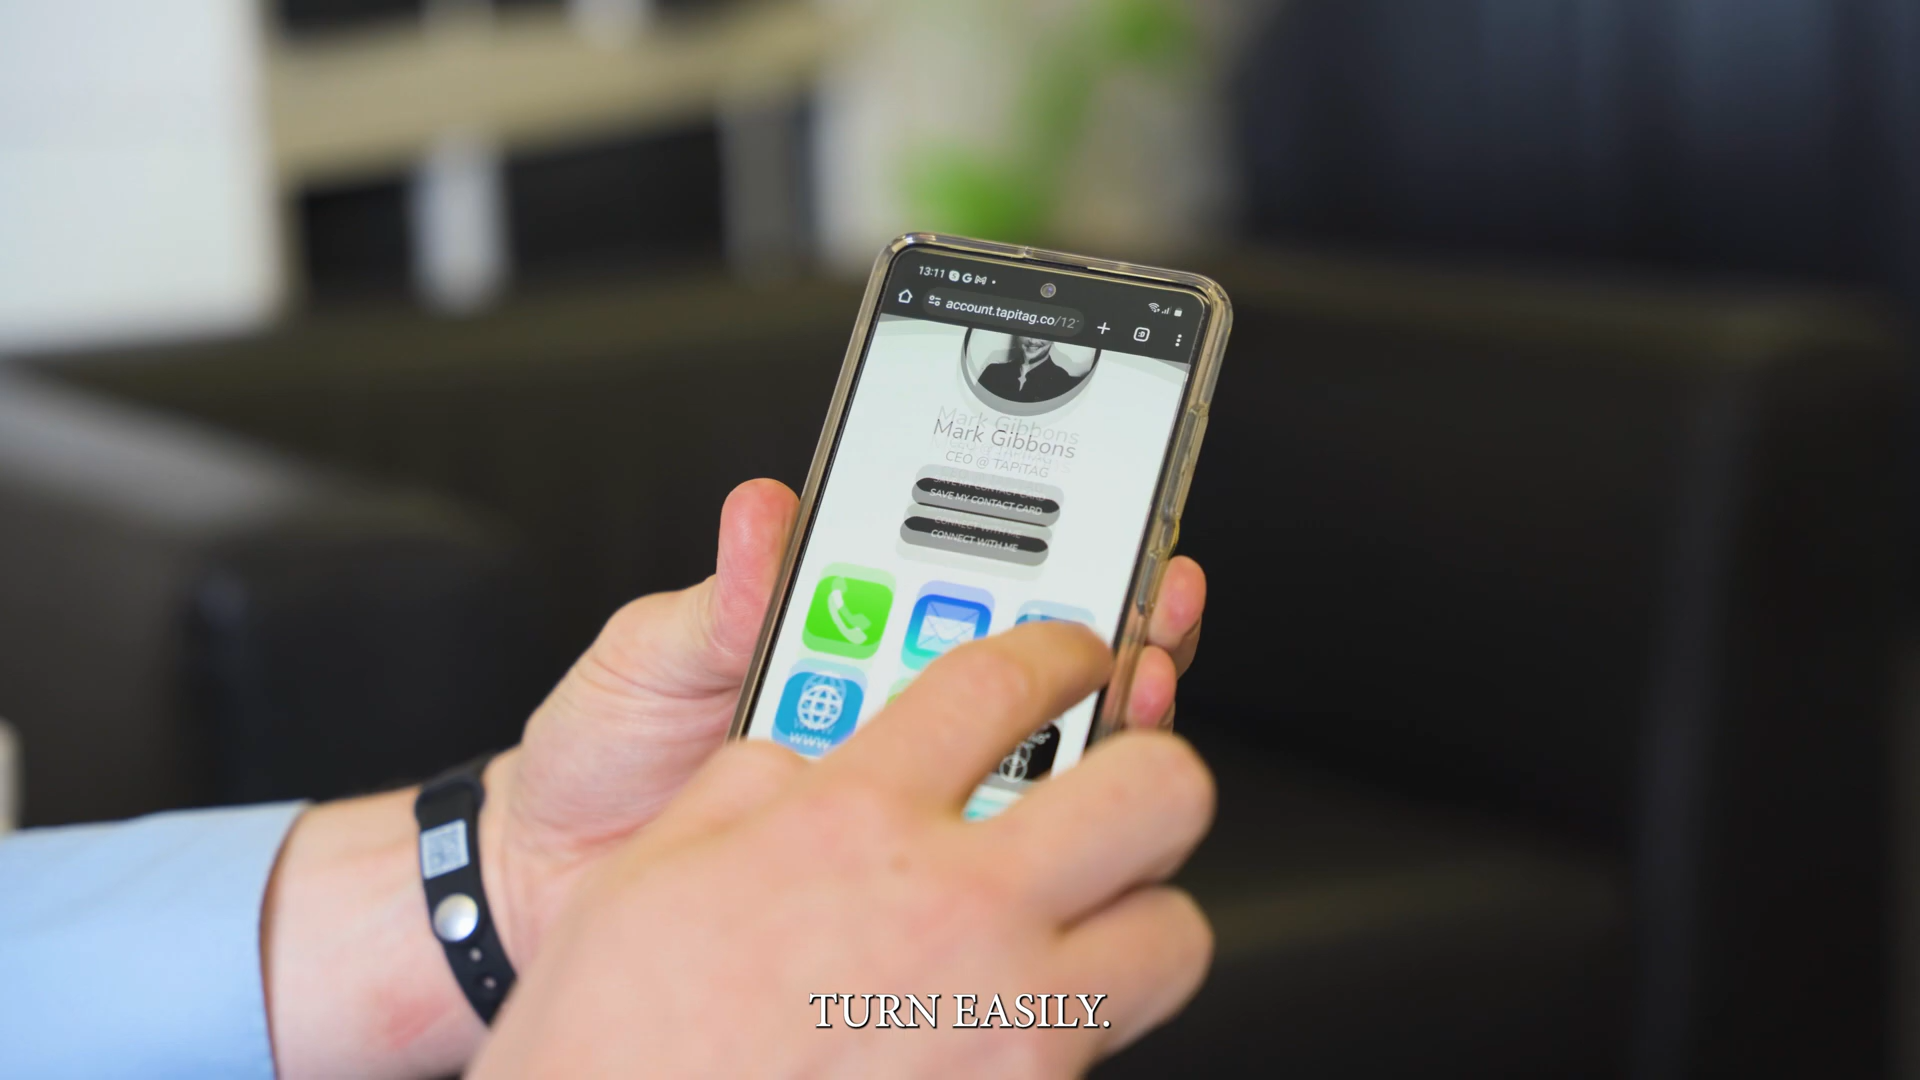 13:11
account.tapitag.co/12
Mark Gibbons
CEO @ TAPiTAG
SAVE MY CONTACT CARD
CONNECT WITH ME
WWW
TURN EASILY.